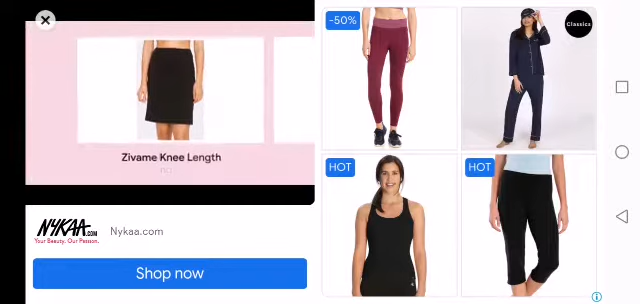 Zivame Knee Length
NYKAA.COM
Your Beauty. Our Passion.
Nykaa.com
Shop now
-50%
Classics
HOT
HOT